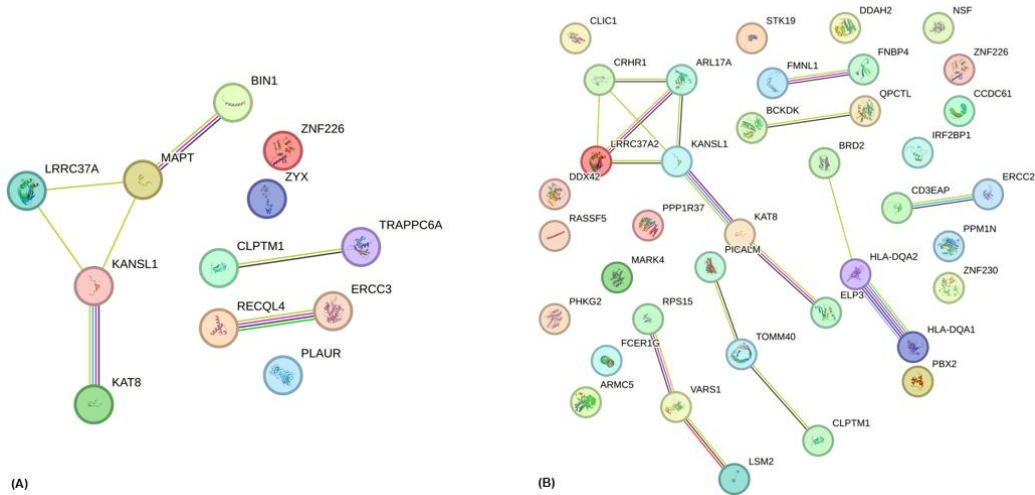 BIN1
ZNF226
LRRC37A
MAPT
ZYX
TRAPPC6A
CLPTM1
KANSL1
RECQL4
ERCC3
PLAUR
KAT8
(A)
CLIC1
STK19
DDAH2
NSF
CRHR1
ARL17A
FMNL1
FNBP4
ZNF226
BCKDK
QPCTL
CCDC61
LRRC37A2
KANSL1
BRD2
IRF2BP1
DDX42
CD3EAP
ERCC2
RASSF5
PPP1R37
KAT8
PPM1N
MARK4
PICALM
HLA-DQA2
ZNF230
PHKG2
RPS15
ELP3
FCER1G
TOMM40
HLA-DQA1
PBX2
ARMC5
VARS1
CLPTM1
LSM2
(B)